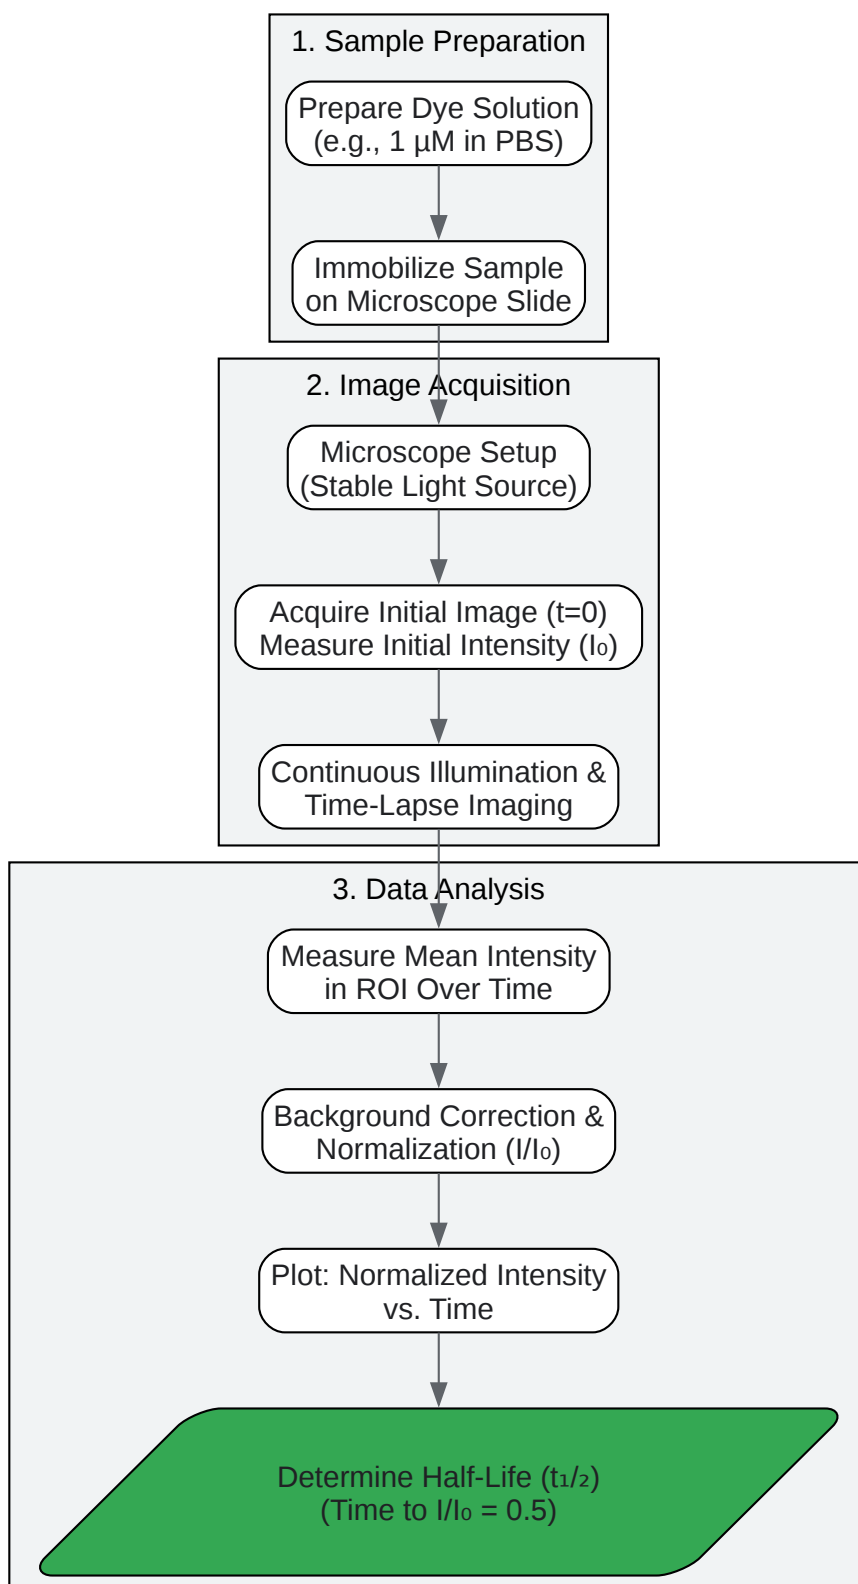 1. Sample Preparation
Prepare Dye Solution
(e.g., 1 µM in PBS)
Immobilize Sample
on Microscope Slide
2. Image Acquisition
Microscope Setup
(Stable Light Source)
Acquire Initial Image (t=0)
Measure Initial Intensity (I₀)
Continuous Illumination &
Time-Lapse Imaging
3. Data Analysis
Measure Mean Intensity
in ROI Over Time
Background Correction &
Normalization (I/I₀)
Plot: Normalized Intensity
vs. Time
Determine Half-Life (t₁/₂)
(Time to I/I₀ = 0.5)